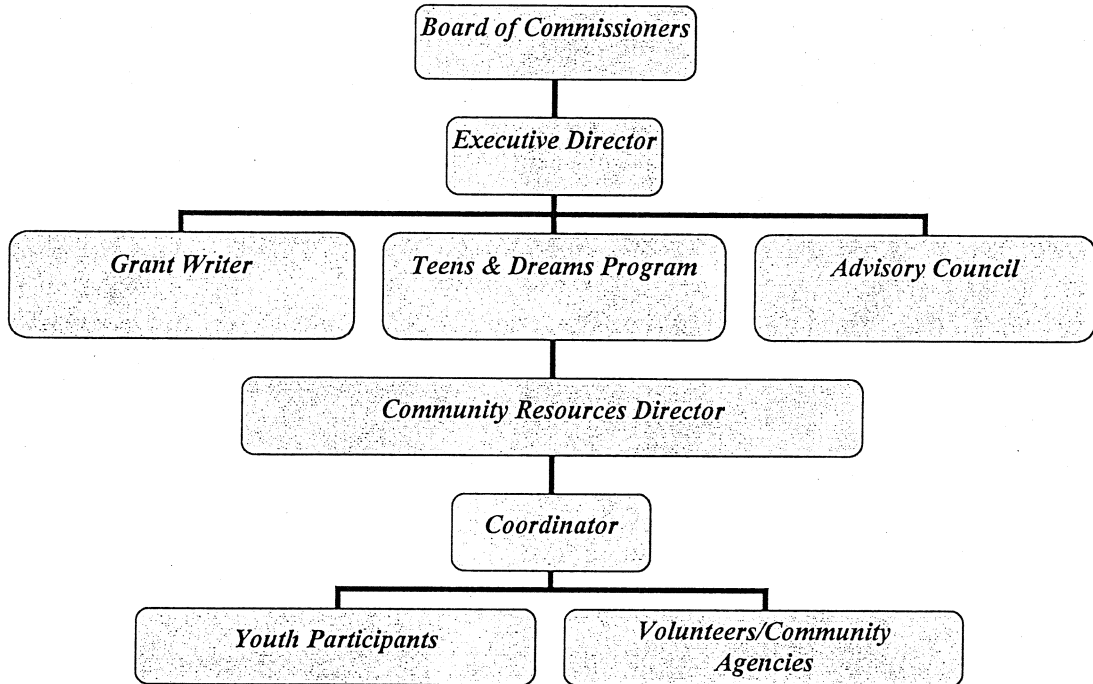 Board of Commissioners
Executive Director
Grant Writer
Teens & Dreams Program
Advisory Council
Community Resources Director
Coordinator
Youth Participants
Volunteers/Community
Agencies